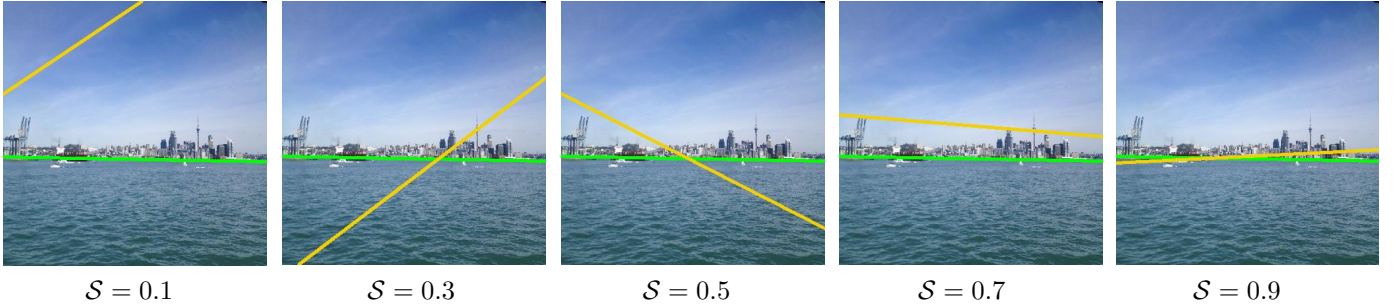 𝒮 = 0.1
𝒮 = 0.3
𝒮 = 0.5
𝒮 = 0.7
𝒮 = 0.9